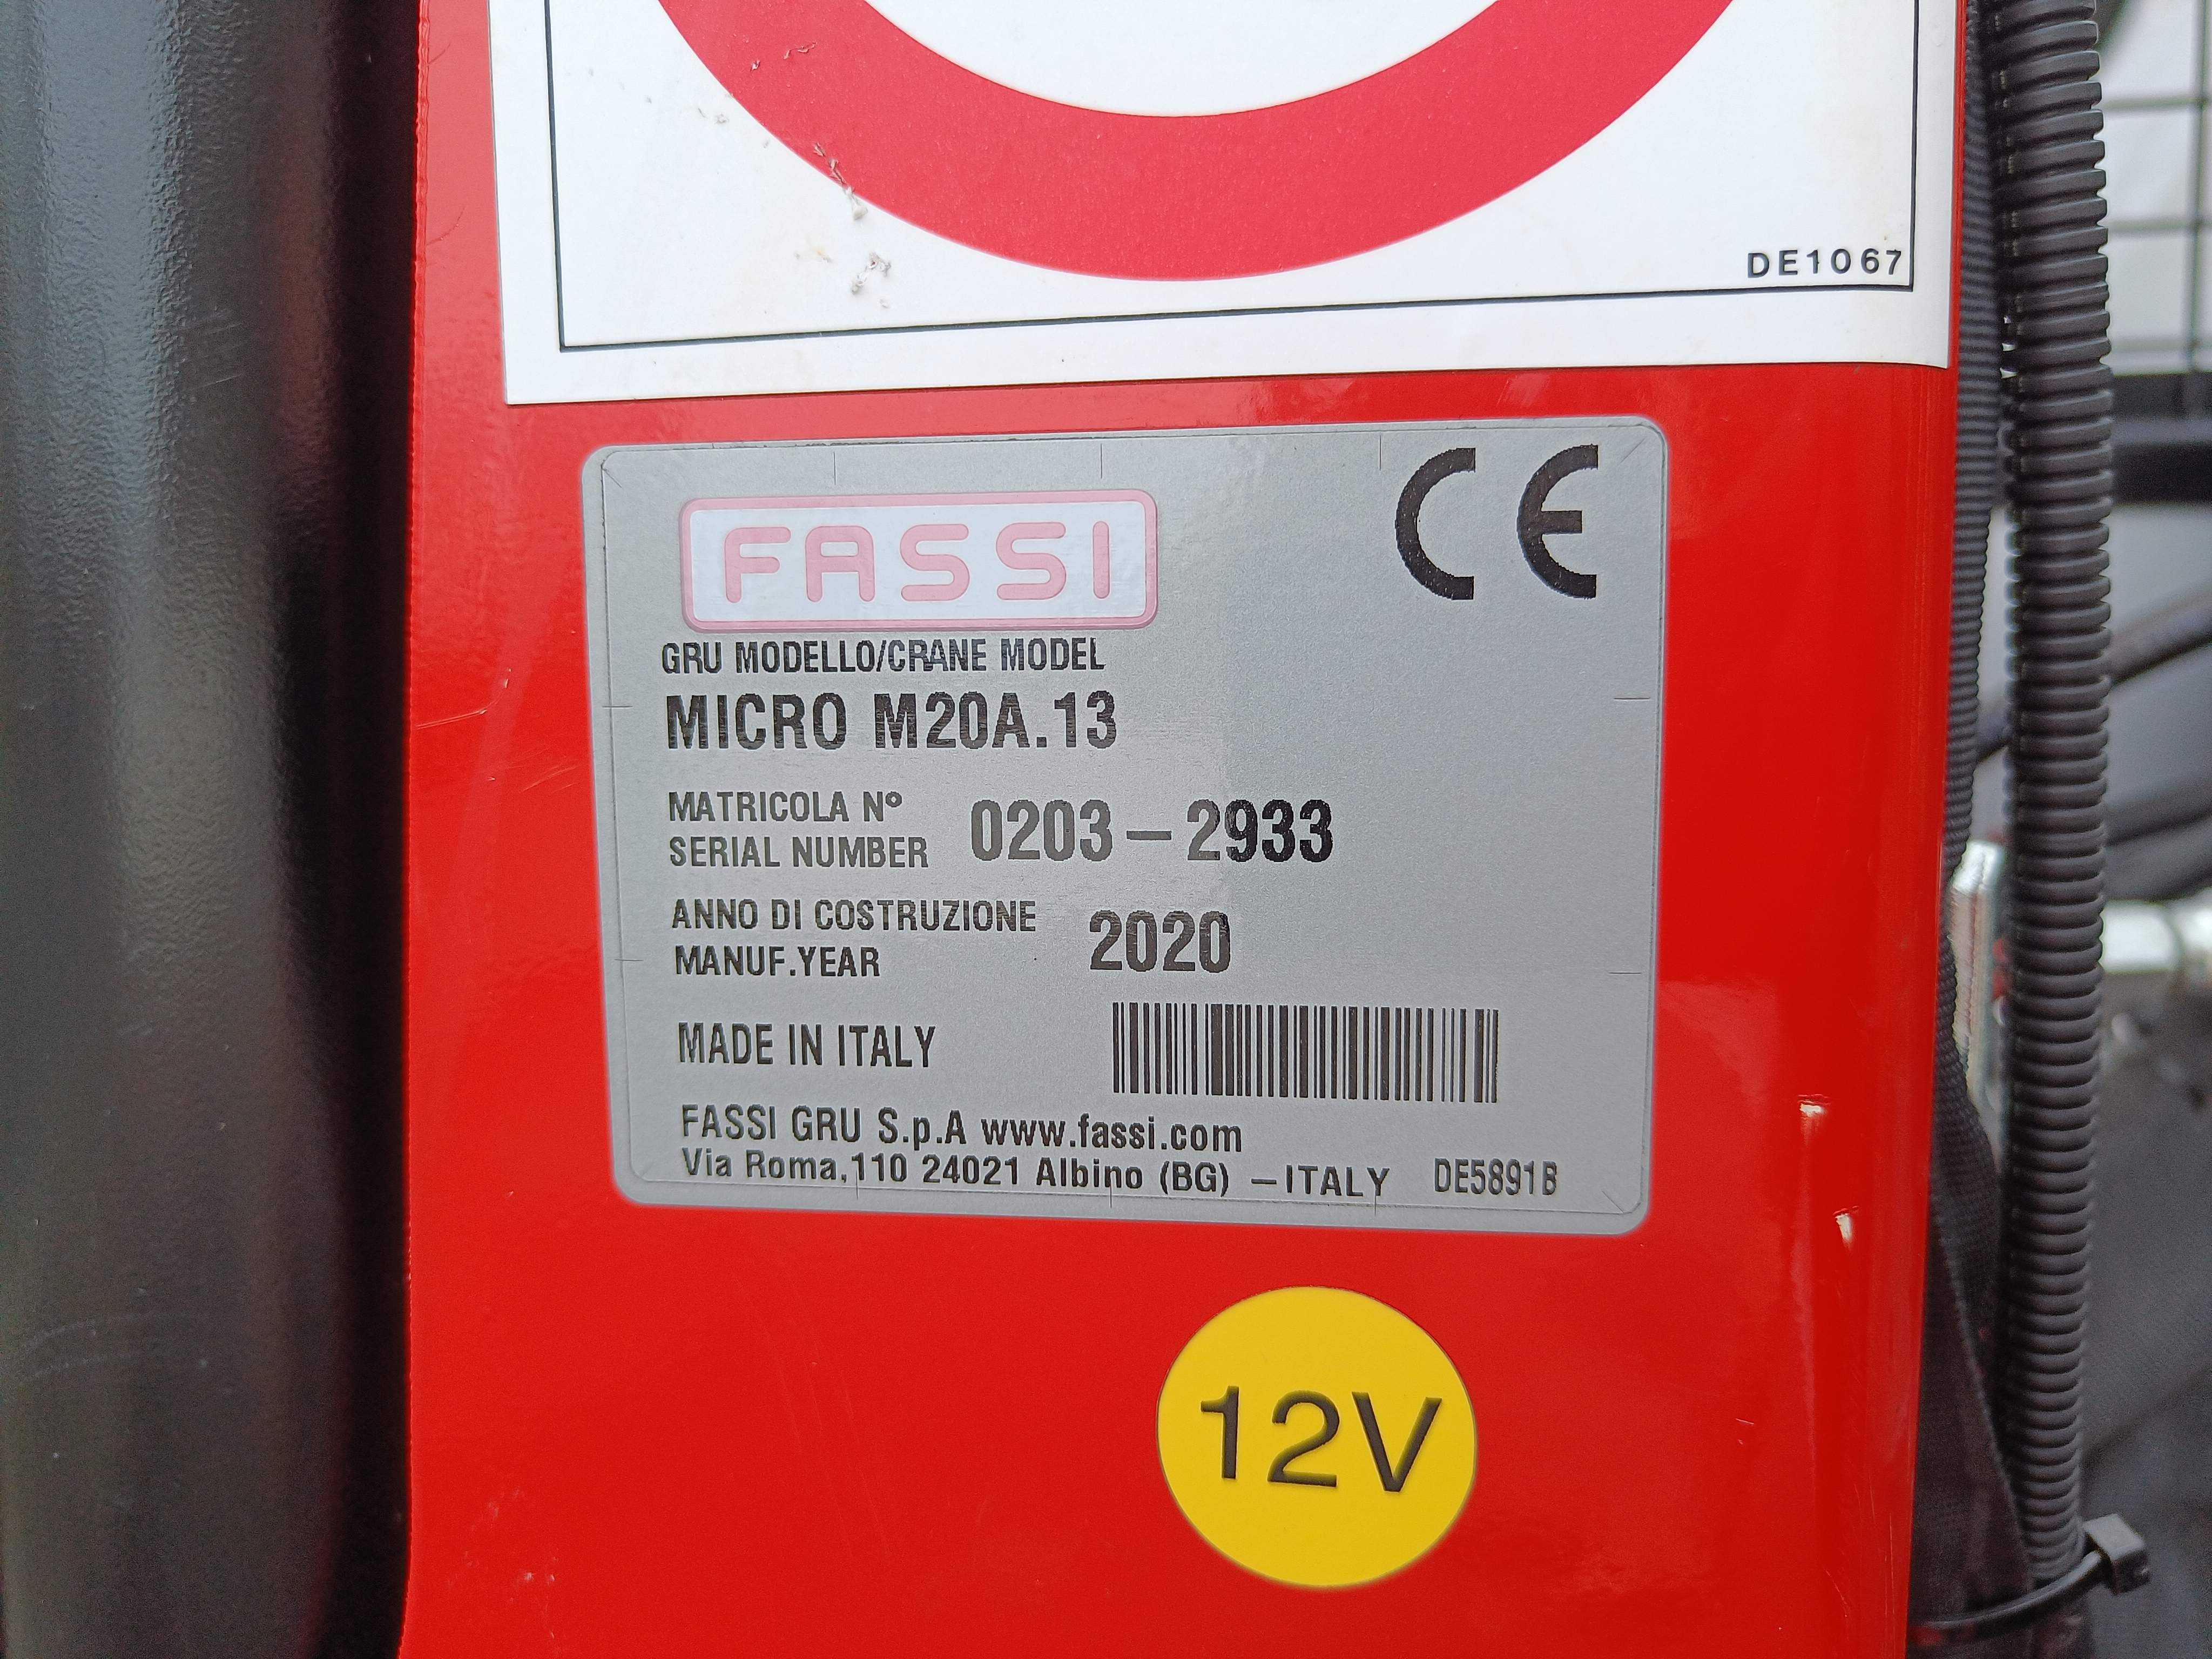 DE1067
CE
FASSI
GRU MODELLO/CRANE MODEL
MICRO M20A.13
MATRICOLA Nº
SERIAL NUMBER 0203-2933
ANNO DI COSTRUZIONE
MANUF.YEAR 2020
MADE IN ITALY
FASSI GRU S.p.A www.fassi.com
Via Roma,110 24021 Albino (BG) -ITALY DE5891B
12V